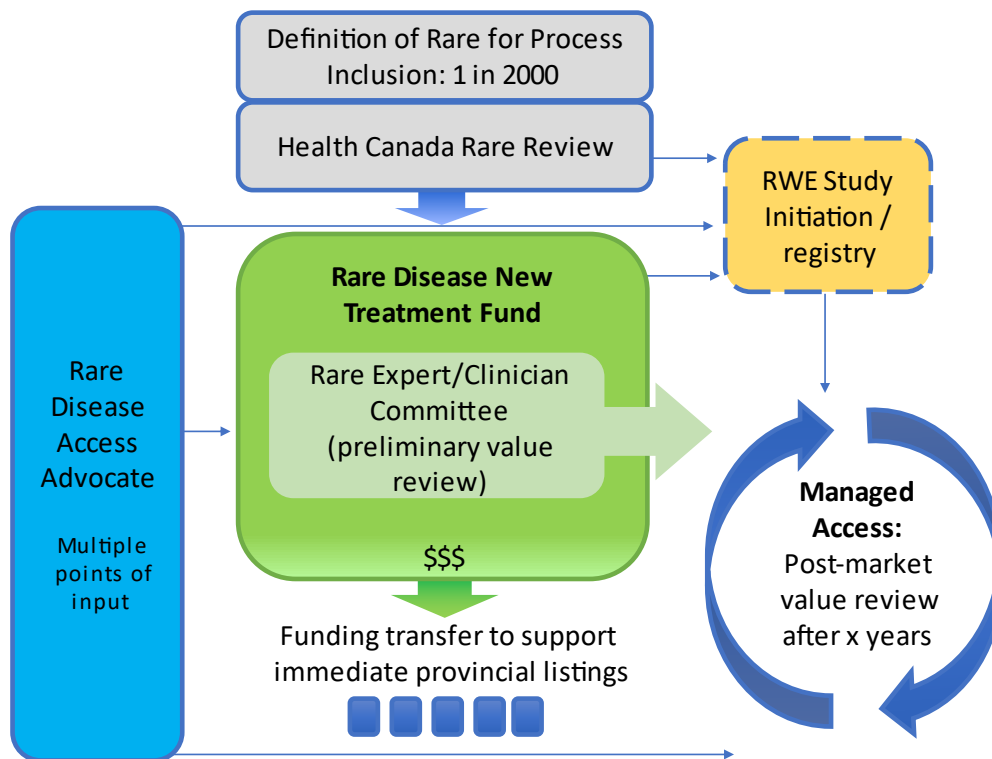 Definition of Rare for Process
Inclusion: 1 in 2000
Health Canada Rare Review
RWE Study
Initiation /
registry
Rare Disease New
Treatment Fund
Rare Expert/Clinician
Committee
(preliminary value
review)
$$$
Rare
Disease
Access
Advocate
Multiple
points of
input
Managed
Access:
Post-market
value review
after x years
Funding transfer to support
immediate provincial listings